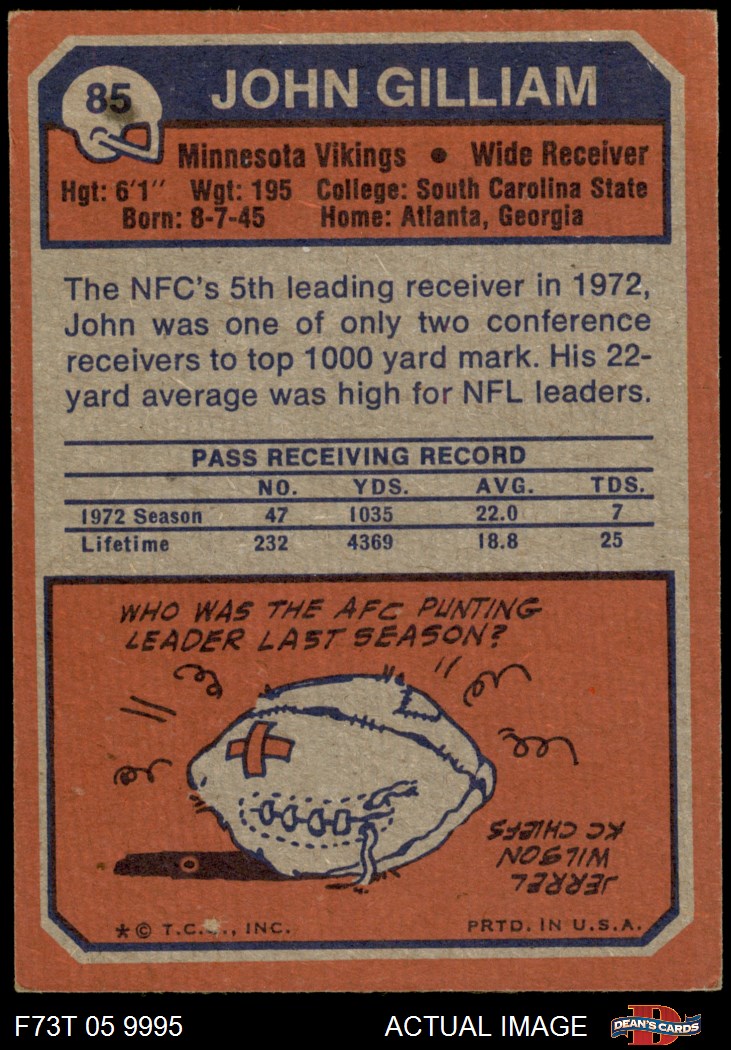 85
JOHN GILLIAM
Minnesota Vikings • Wide Receiver
Hgt: 6'1" Wgt: 195 College: South Carolina State
Born: 8-7-45 Home: Atlanta, Georgia
The NFC's 5th leading receiver in 1972,
John was one of only two conference
receivers to top 1000 yard mark. His 22-
yard average was high for NFL leaders.
PASS RECEIVING RECORD
NO. YDS. AVG. TDS.
1972 Season 47 1035 22.0 7
Lifetime 232 4369 18.8 25
WHO WAS THE AFC PUNTING
LEADER LAST SEASON?
JERREL
WILSON
KC CHIEFS
* © T.C. ., INC. PRTD. IN U.S.A.
F73T 05 9995 ACTUAL IMAGE
D
DEAN'S CARDS